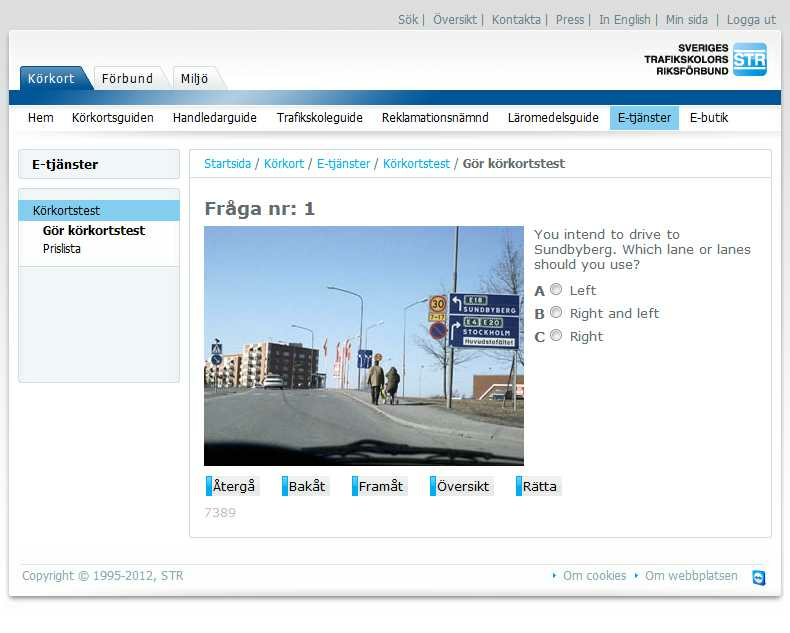 Sök | Översikt | Kontakta | Press | In English | Min sida | Logga ut
SVERIGES
TRAFIKSKOLORS
RIKSFÖRBUND
STR
Körkort Förbund Miljö
Hem Körkortsguiden Handledarguide Trafikskoleguide Reklamationsnämnd Läromedelsguide E-tjänster E-butik
E-tjänster
Körkortstest
Gör körkortstest
Prislista
Startsida / Körkort / E-tjänster / Körkortstest / Gör körkortstest
Fråga nr: 1
30
7-17
E18
SUNDBYBERG
E4 E20
STOCKHOLM
Huvudstafältet
You intend to drive to
Sundbyberg. Which lane or lanes
should you use?
A Left
B Right and left
C Right
Återgå Bakåt Framåt Översikt Rätta
7389
Copyright © 1995-2012, STR
Om cookies Om webbplatsen